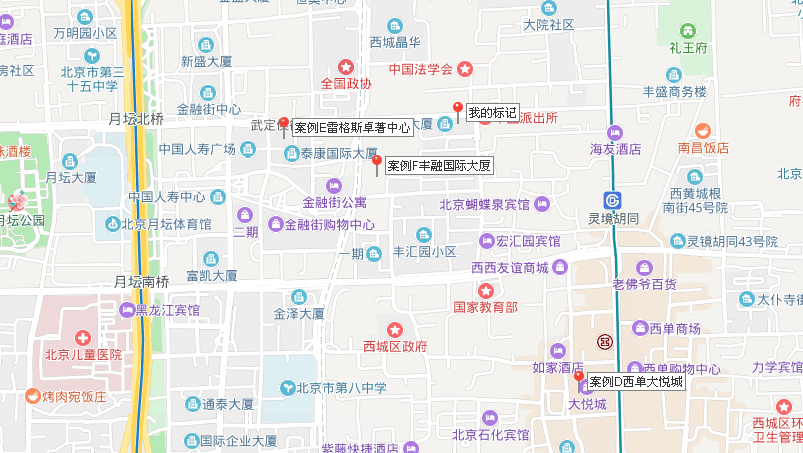 万明园小区
大院社区
西城晶华
礼王府
新盛大厦
北京市第三
十五中学
全国政协
中国法学会
房社区
丰盛商务楼
金融街中心
我的标记
月坛北桥
案例E雷格斯卓著中心
派出所
海友酒店
南昌饭店
中国人寿广场
泰康国际大厦
案例F丰融国际大厦
月坛大厦
金融街公寓
西黄城根
南街45号院
中国人寿中心
北京蝴蝶泉宾馆
灵境胡同
月坛公园
北京月坛体育馆
二期
金融街购物中心
宏汇园宾馆
灵镜胡同43号院
一期
丰汇园小区
西西友谊商城
富凯大厦
月坛南桥
老佛爷百货
黑龙江宾馆
金泽大厦
国家教育部
太仆寺街
西单商场
西城区政府
北京儿童医院
如家酒店
西单购物中心
力学宾馆
案例D西单大悦城
北京市第八中学
烤肉宛饭庄
大悦城
通泰大厦
北京石化宾馆
西城区环
卫生管理
国际企业大厦
紫藤快捷酒店